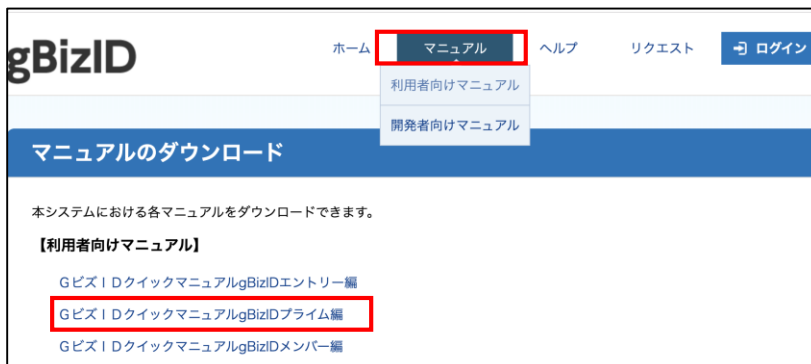 gBizID
ホーム マニュアル ヘルプ リクエスト ログイン
利用者向けマニュアル
開発者向けマニュアル
マニュアルのダウンロード
本システムにおける各マニュアルをダウンロードできます。
【利用者向けマニュアル】
GビズIDクイックマニュアルgBizIDエントリー編
GビズIDクイックマニュアルgBizIDプライム編
GビズIDクイックマニュアルgBizIDメンバー編